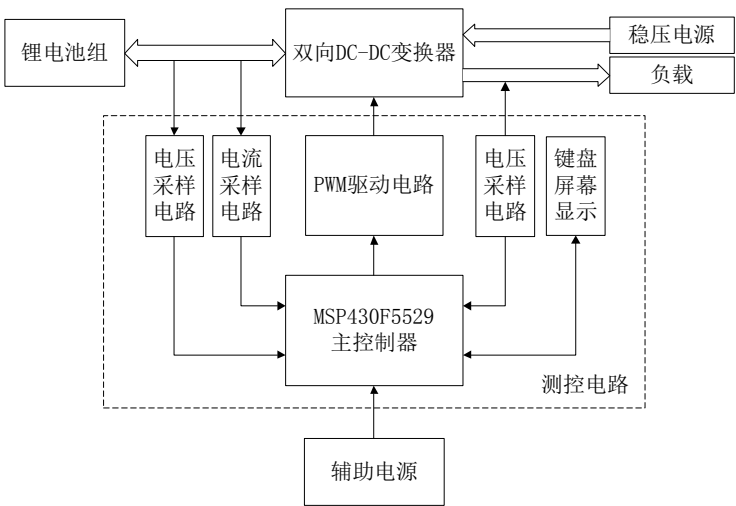 锂电池组
双向DC-DC变换器
稳压电源
负载
电压
采样
电路
电流
采样
电路
PWM驱动电路
电压
采样
电路
键盘
屏幕
显示
MSP430F5529
主控制器
测控电路
辅助电源